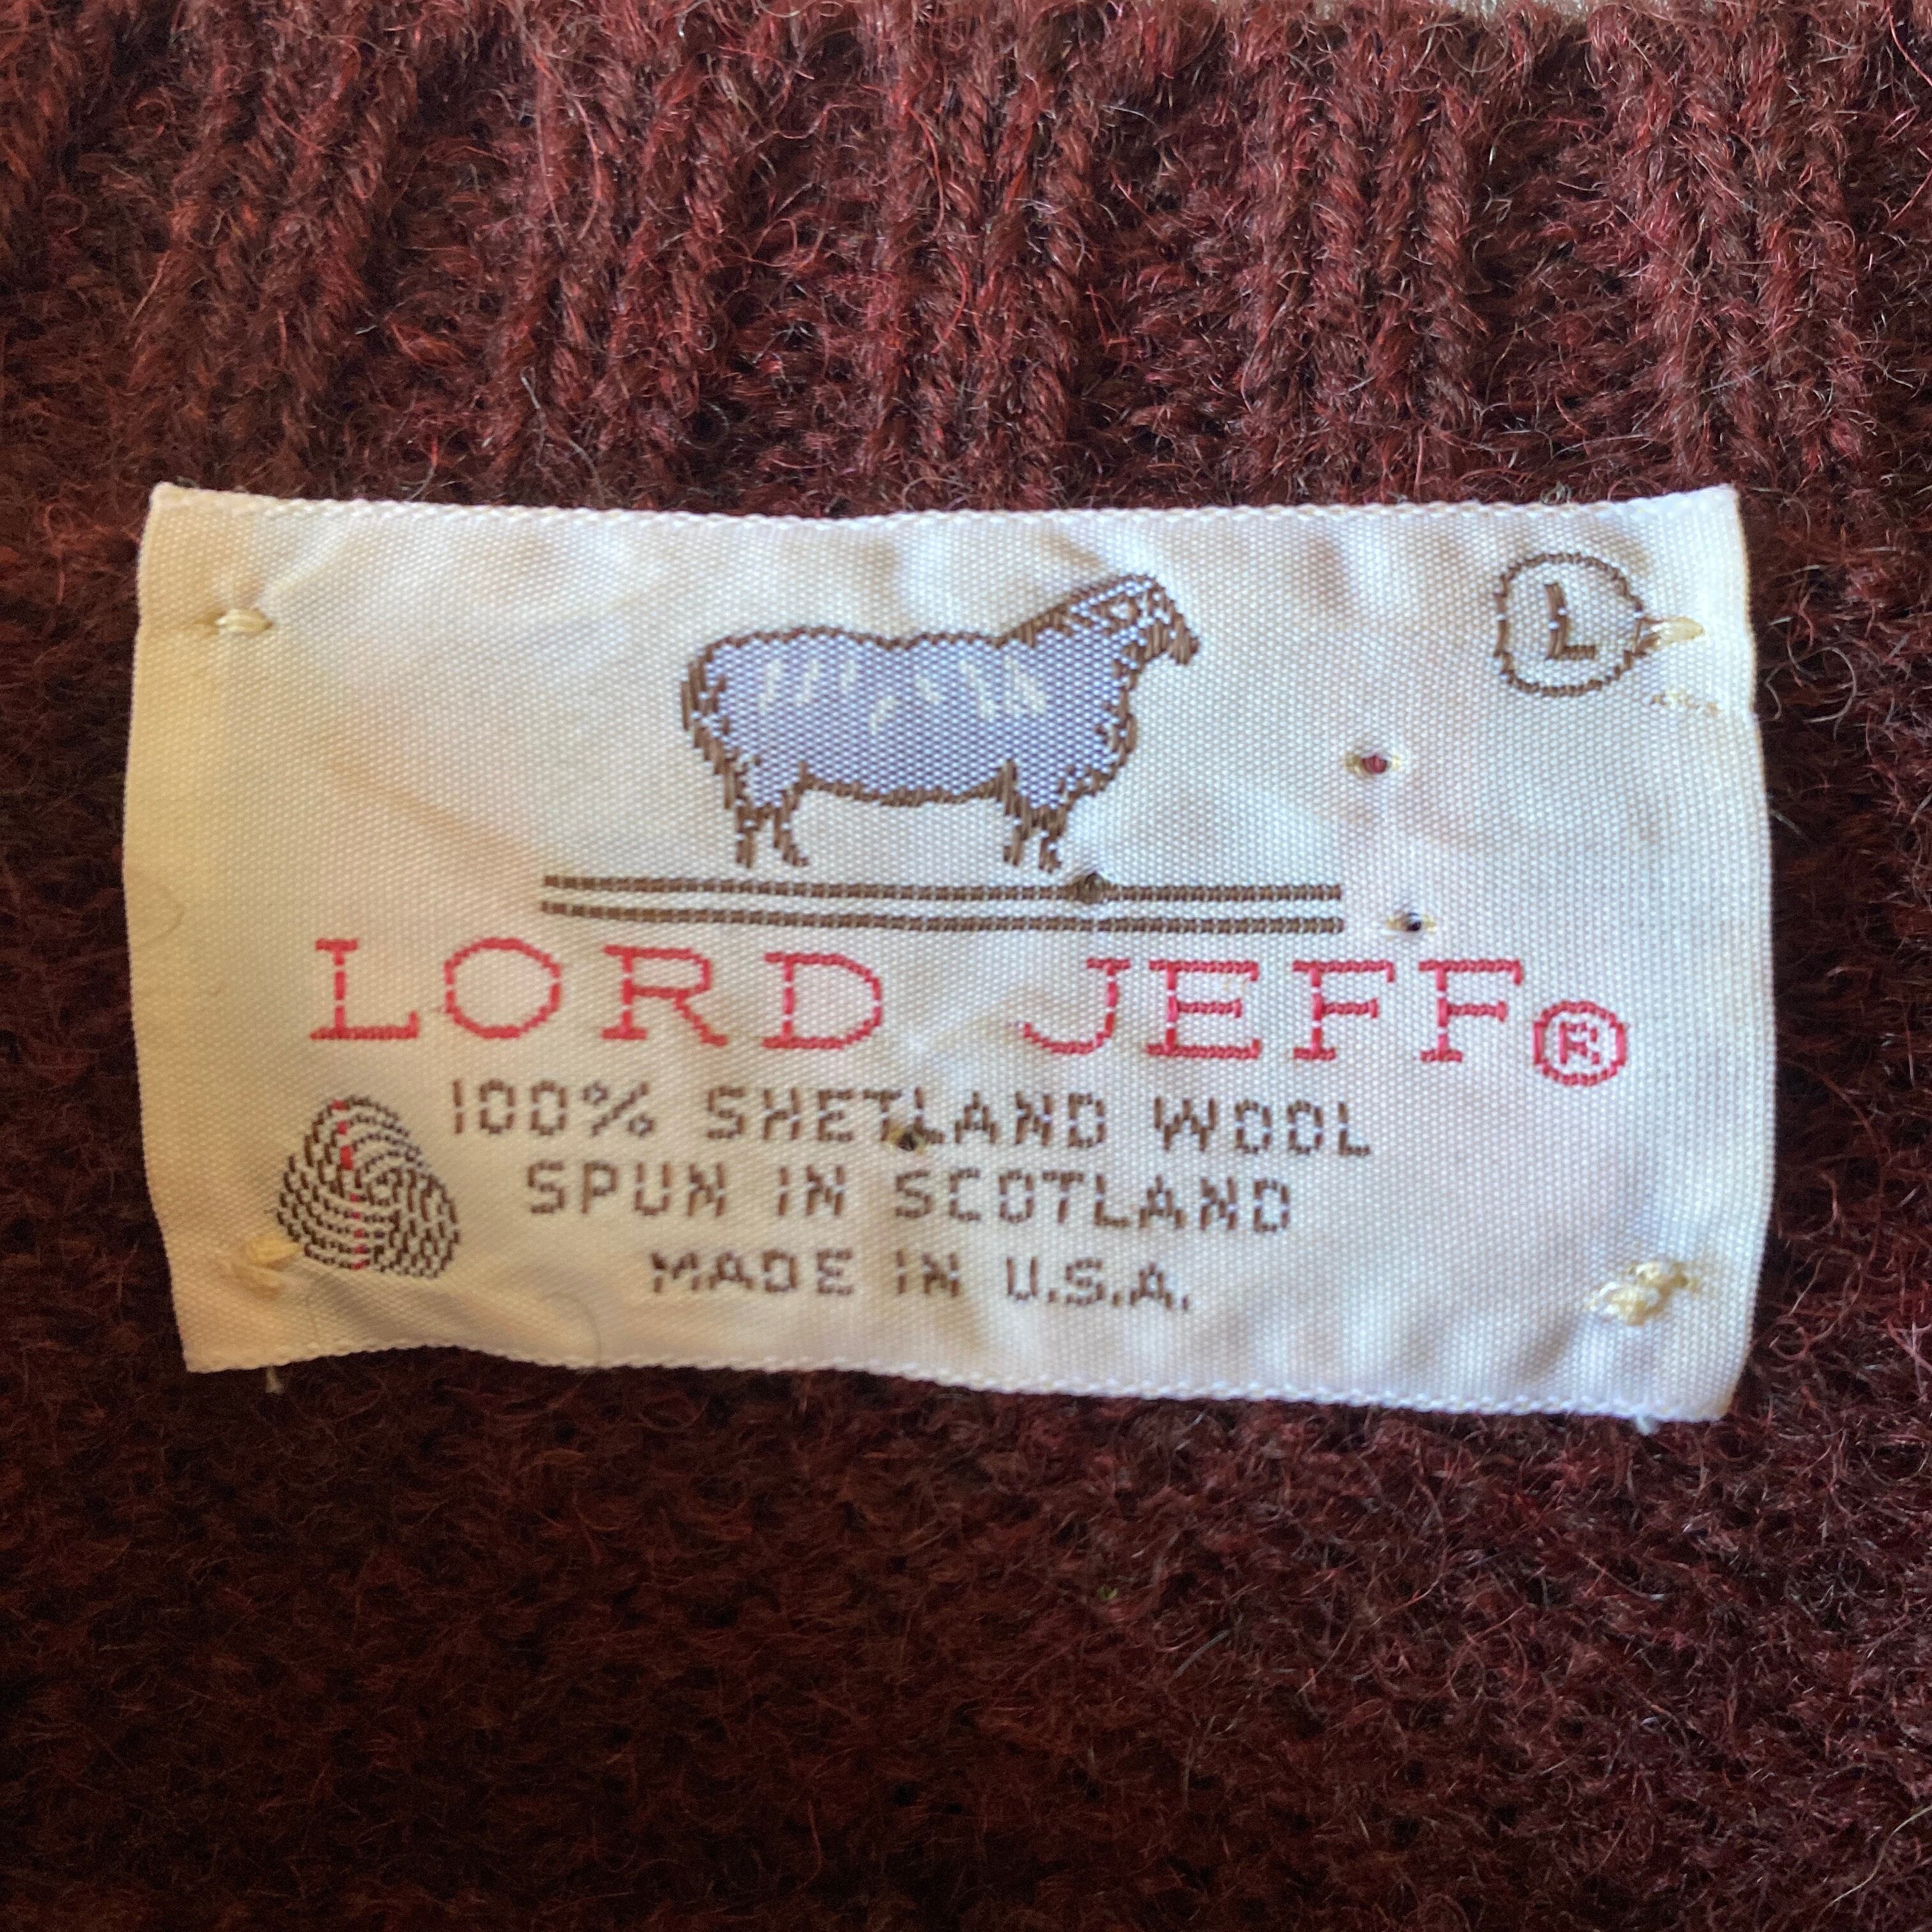 L
LORD JEFF®
100% SHETLAND WOOL
SPUN IN SCOTLAND
MADE IN U.S.A.